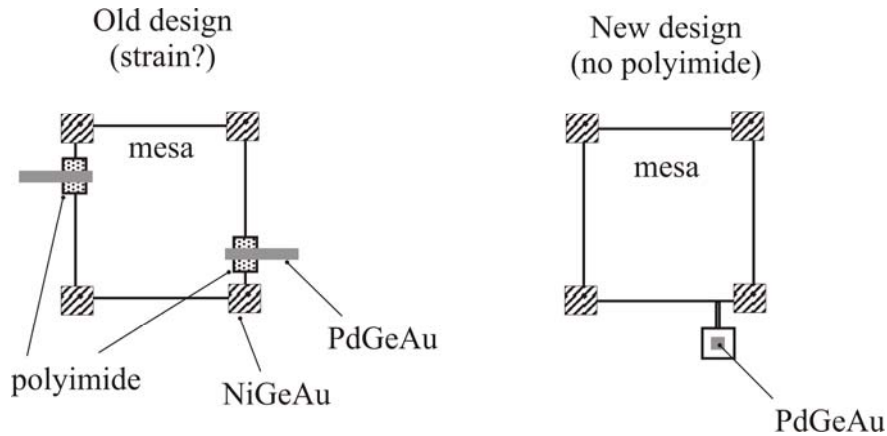 Old design
(strain?)
mesa
polyimide
NiGeAu
PdGeAu
New design
(no polyimide)
mesa
PdGeAu